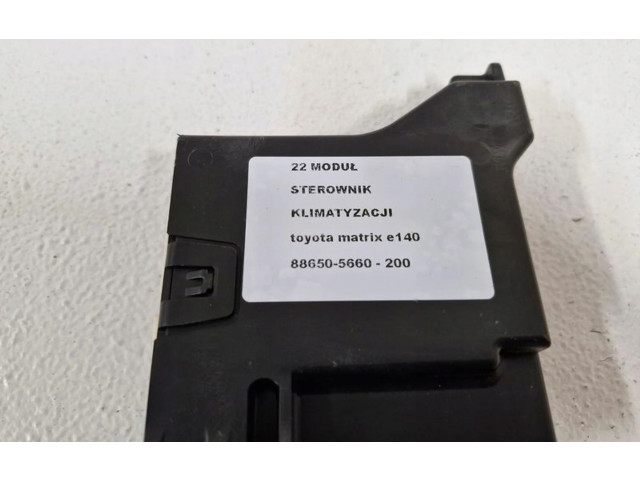 22 MODUŁ
STEROWNIK
KLIMATYZACJI
toyota matrix e140
88650-5660 - 200